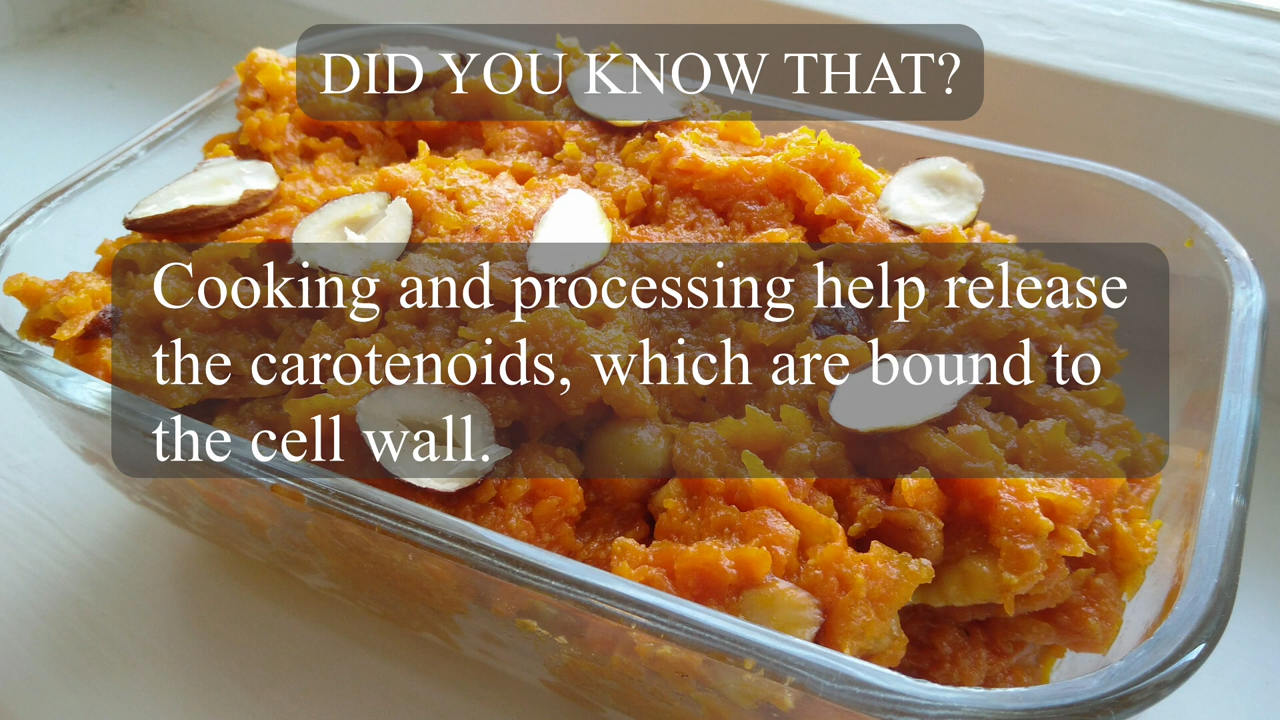 DID YOU KNOW THAT?
Cooking and processing help release
the carotenoids, which are bound to
the cell wall.